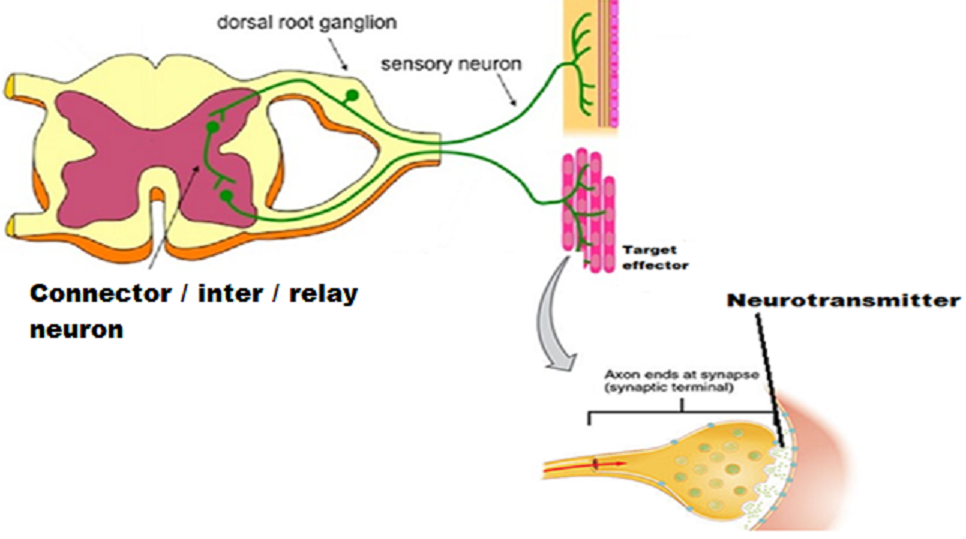 dorsal root ganglion
sensory neuron
Target
effector
Connector / inter / relay
neuron
Neurotransmitter
Axon ends at synapse
(synaptic terminal)